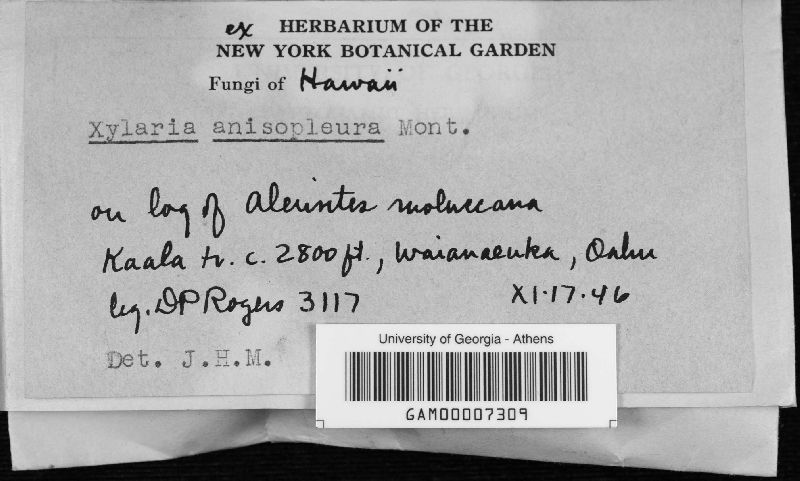 ex HERBARIUM OF THE
NEW YORK BOTANICAL GARDEN
Fungi of Hawaii
Xylaria anisopleura Mont.
on log of Aleurites moluccana
Kaala tr. c. 2800 ft., Waianaeuka, Oahu
leg. DP Rogers 3117 XI·17·46
Det. J.H.M.
University of Georgia - Athens
GAM00007309